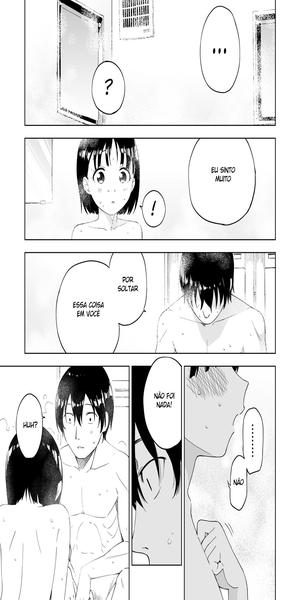 ...
?
EU SINTO
MUITO
!
POR
SOLTAR
ESSA COISA
EM VOCÊ
......
NÃO
NÃO FOI
NADA!
HUH?